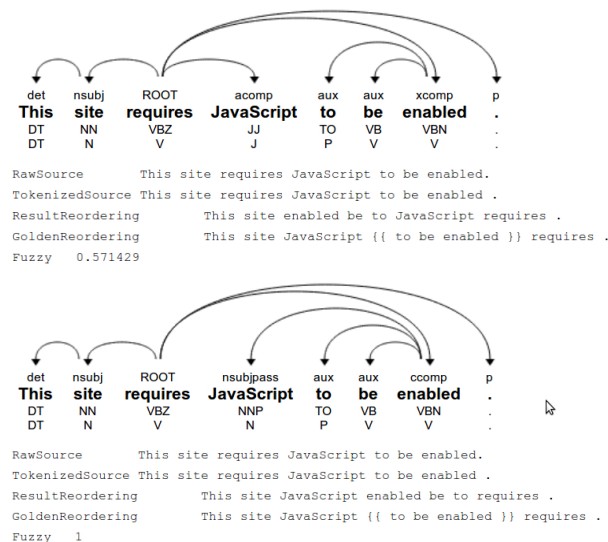 det nsubj ROOT acomp aux aux xcomp p
This site requires JavaScript to be enabled .
DT NN VBZ JJ TO VB VBN .
DT N V J P V V .
RawSource This site requires JavaScript to be enabled.
TokenizedSource This site requires JavaScript to be enabled .
ResultReordering This site enabled be to JavaScript requires .
GoldenReordering This site JavaScript {{ to be enabled }} requires .
Fuzzy 0.571429
det nsubj ROOT nsubjpass aux aux ccomp p
This site requires JavaScript to be enabled .
DT NN VBZ NNP TO VB VBN .
DT N V N P V V .
RawSource This site requires JavaScript to be enabled.
TokenizedSource This site requires JavaScript to be enabled .
ResultReordering This site JavaScript enabled be to requires .
GoldenReordering This site JavaScript {{ to be enabled }} requires .
Fuzzy 1